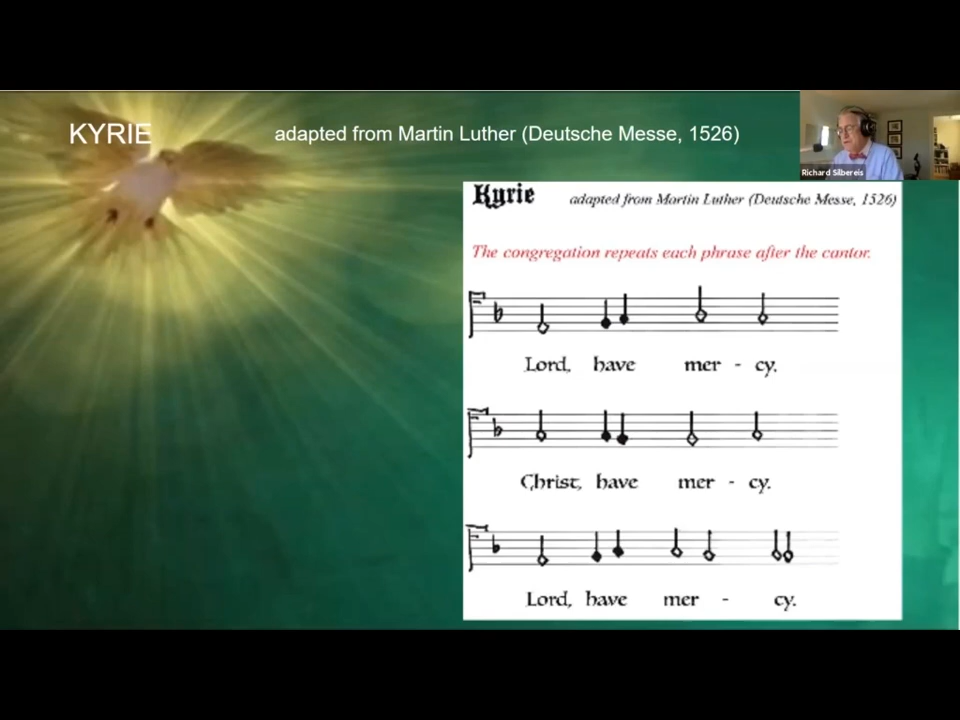 KYRIE adapted from Martin Luther (Deutsche Messe, 1526)
Richard Silbereis
Kyrie adapted from Martin Luther (Deutsche Messe, 1526)
The congregation repeats each phrase after the cantor.
Lord, have mer - cy.
Christ, have mer - cy.
Lord, have mer - cy.